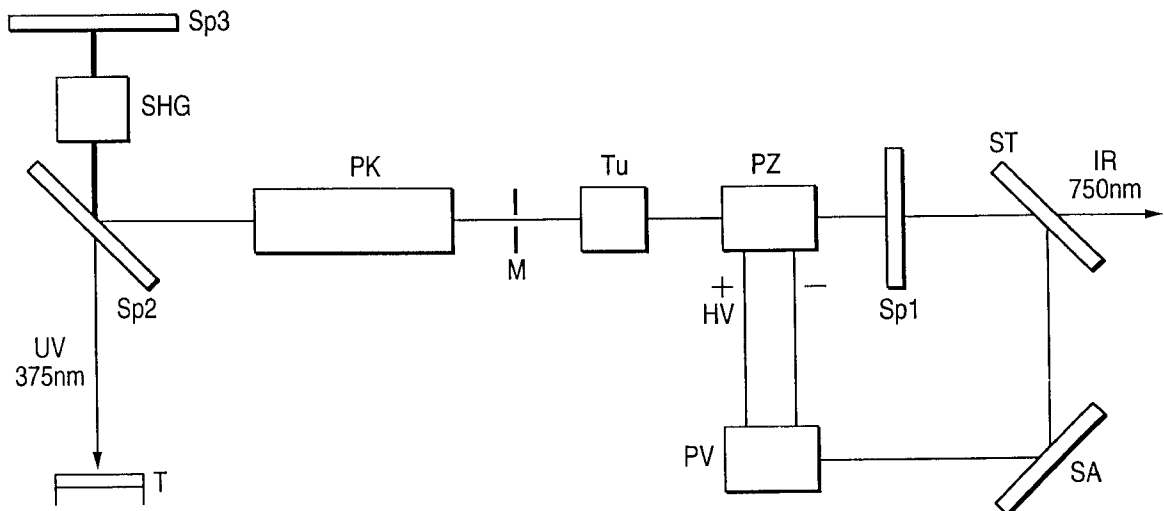 Sp3
SHG
PK
Tu
PZ
ST
IR
750nm
M
Sp2
+
HV
−
Sp1
UV
375nm
T
PV
SA